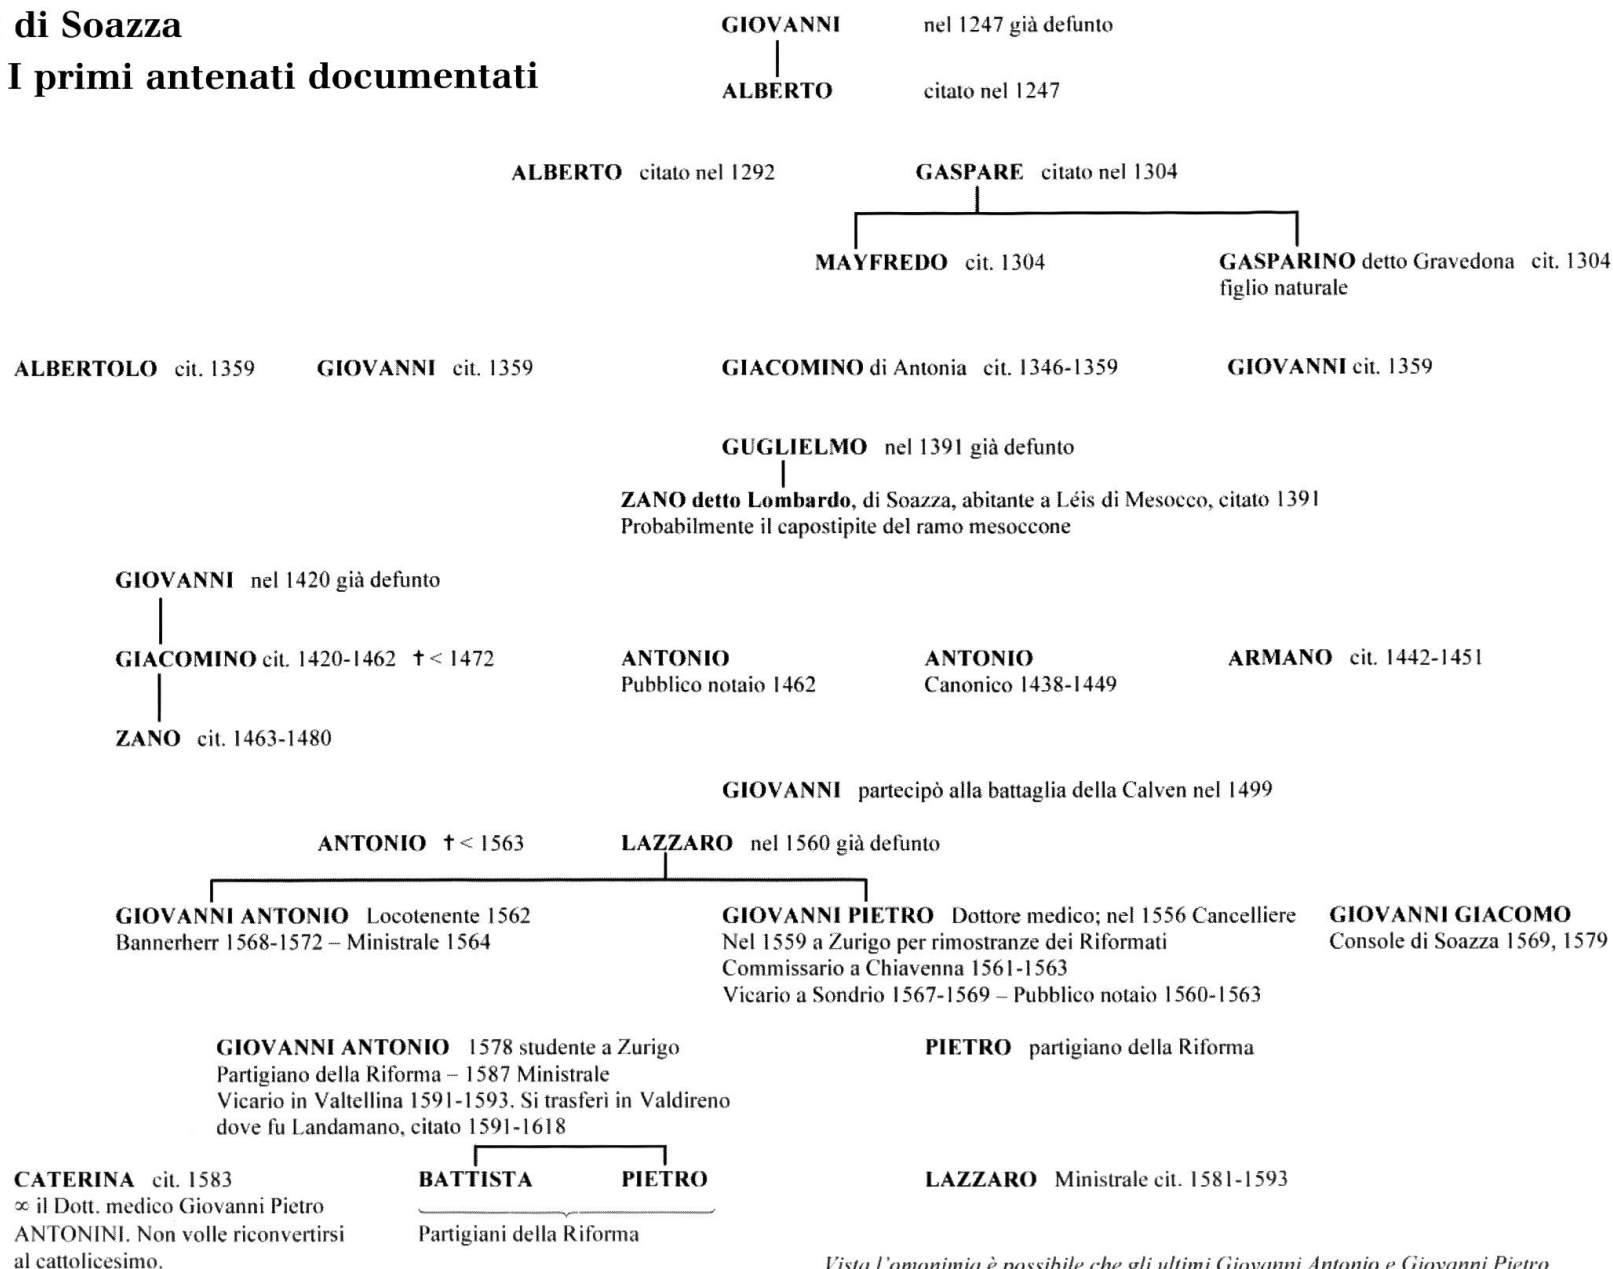 di Soazza
I primi antenati documentati
GIOVANNI nel 1247 già defunto
ALBERTO citato nel 1247
ALBERTO citato nel 1292
GASPARE citato nel 1304
MAYFREDO cit. 1304
GASPARINO detto Gravedona cit. 1304
figlio naturale
ALBERTOLO cit. 1359
GIOVANNI cit. 1359
GIACOMINO di Antonia cit. 1346-1359
GIOVANNI cit. 1359
GUGLIELMO nel 1391 già defunto
ZANO detto Lombardo, di Soazza, abitante a Léis di Mesocco, citato 1391
Probabilmente il capostipite del ramo mesoccone
GIOVANNI nel 1420 già defunto
GIACOMINO cit. 1420-1462 † < 1472
ANTONIO
Pubblico notaio 1462
ANTONIO
Canonico 1438-1449
ARMANO cit. 1442-1451
ZANO cit. 1463-1480
GIOVANNI partecipò alla battaglia della Calven nel 1499
ANTONIO † < 1563
LAZZARO nel 1560 già defunto
GIOVANNI ANTONIO Locotenente 1562
Bannerherr 1568-1572 – Ministrale 1564
GIOVANNI PIETRO Dottore medico; nel 1556 Cancelliere
Nel 1559 a Zurigo per rimostranze dei Riformati
Commissario a Chiavenna 1561-1563
Vicario a Sondrio 1567-1569 – Pubblico notaio 1560-1563
GIOVANNI GIACOMO
Console di Soazza 1569, 1579
GIOVANNI ANTONIO 1578 studente a Zurigo
Partigiano della Riforma – 1587 Ministrale
Vicario in Valtellina 1591-1593. Si trasferì in Valdireno
dove fu Landamano, citato 1591-1618
PIETRO partigiano della Riforma
CATERINA cit. 1583
∞ il Dott. medico Giovanni Pietro
ANTONINI. Non volle riconvertirsi
al cattolicesimo.
BATTISTA PIETRO
Partigiani della Riforma
LAZZARO Ministrale cit. 1581-1593
Vista l'omonimia è possibile che gli ultimi Giovanni Antonio e Giovanni Pietro